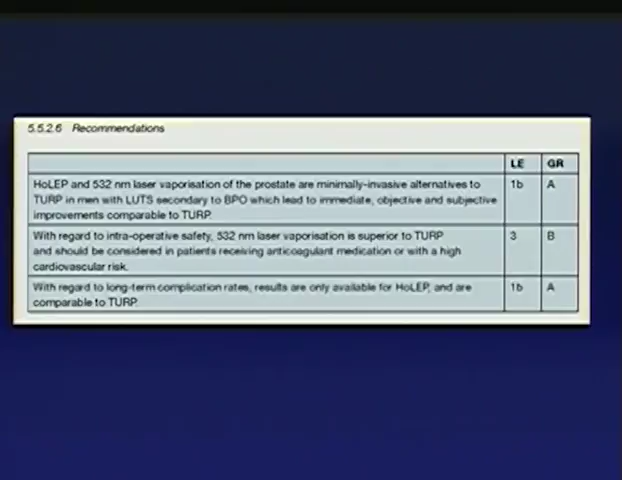 5.5.2.6 Recommendations
LE GR
HoLEP and 532 nm laser vaporisation of the prostate are minimally-invasive alternatives to 1b A
TURP in men with LUTS secondary to BPO which lead to immediate, objective and subjective
improvements comparable to TURP.
With regard to intra-operative safety, 532 nm laser vaporisation is superior to TURP 3 B
and should be considered in patients receiving anticoagulant medication or with a high
cardiovascular risk.
With regard to long-term complication rates, results are only available for HoLEP, and are 1b A
comparable to TURP.